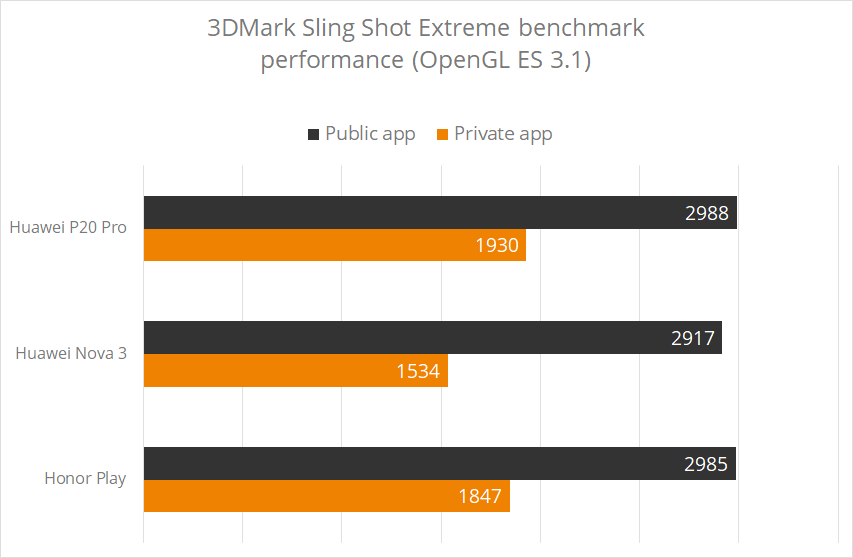 3DMark Sling Shot Extreme benchmark
performance (OpenGL ES 3.1)
Public app Private app
Huawei P20 Pro
2988
1930
Huawei Nova 3
2917
1534
Honor Play
2985
1847